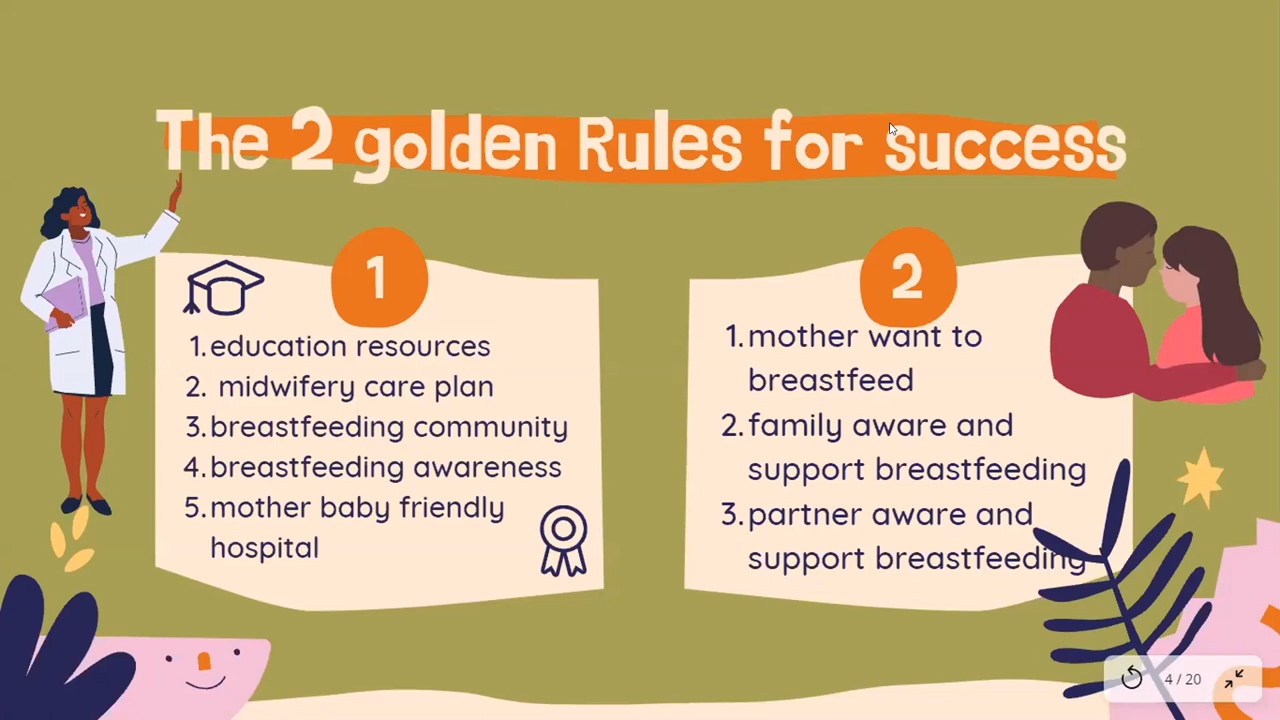 The 2 golden Rules for success
1
1. education resources
2. midwifery care plan
3. breastfeeding community
4. breastfeeding awareness
5. mother baby friendly
hospital
2
1. mother want to
breastfeed
2. family aware and
support breastfeeding
3. partner aware and
support breastfeeding
4 / 20